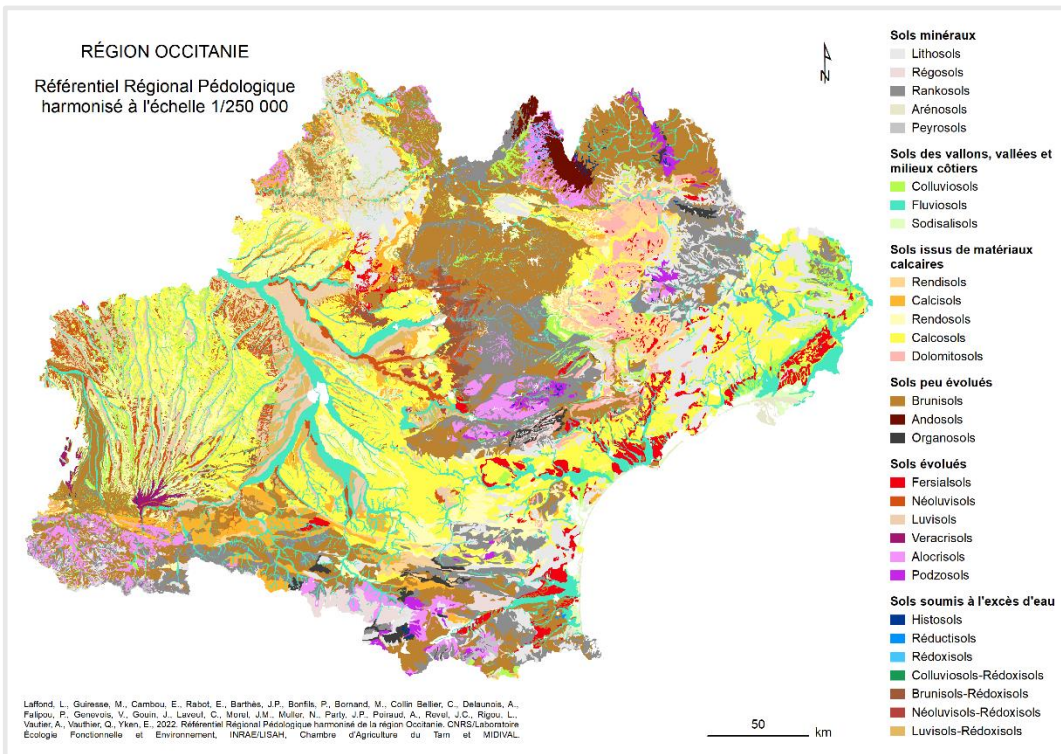 RÉGION OCCITANIE
Référentiel Régional Pédologique
harmonisé à l'échelle 1/250 000
N
Sols minéraux
Lithosols
Régosols
Rankosols
Arénosols
Peyrosols
Sols des vallons, vallées et
milieux côtiers
Colluviosols
Fluviosols
Sodisalisols
Sols issus de matériaux
calcaires
Rendisols
Calcisols
Rendosols
Calcosols
Dolomitosols
Sols peu évolués
Brunisols
Andosols
Organosols
Sols évolués
Fersialsols
Néoluvisols
Luvisols
Veracrisols
Alocrisols
Podzosols
Sols soumis à l'excès d'eau
Histosols
Réductisols
Rédoxisols
Colluviosols-Rédoxisols
Brunisols-Rédoxisols
Néoluvisols-Rédoxisols
Luvisols-Rédoxisols
Laffond, L., Guiresse, M., Cambou, E., Rabot, E., Barthès, J.P., Bonfils, P., Bornand, M., Collin Bellier, C., Delaunois, A.,
Falipou, P., Genevois, V., Gouin, J., Laveuf, C., Morel, J.M., Muller, N., Party, J.P., Poiraud, A., Revel, J.C., Rigou, L.,
Vautier, A., Vauthier, Q., Yken, E., 2022. Référentiel Régional Pédologique harmonisé de la région Occitanie. CNRS/Laboratoire
Écologie Fonctionnelle et Environnement, INRAE/LISAH, Chambre d'Agriculture du Tarn et MIDIVAL.
50
km